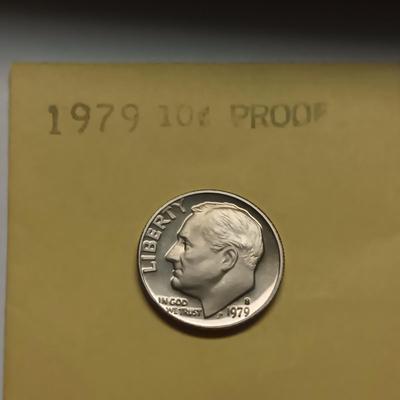 1979 10¢ PROOF
LIBERTY
IN GOD
WE TRUST
S
1979